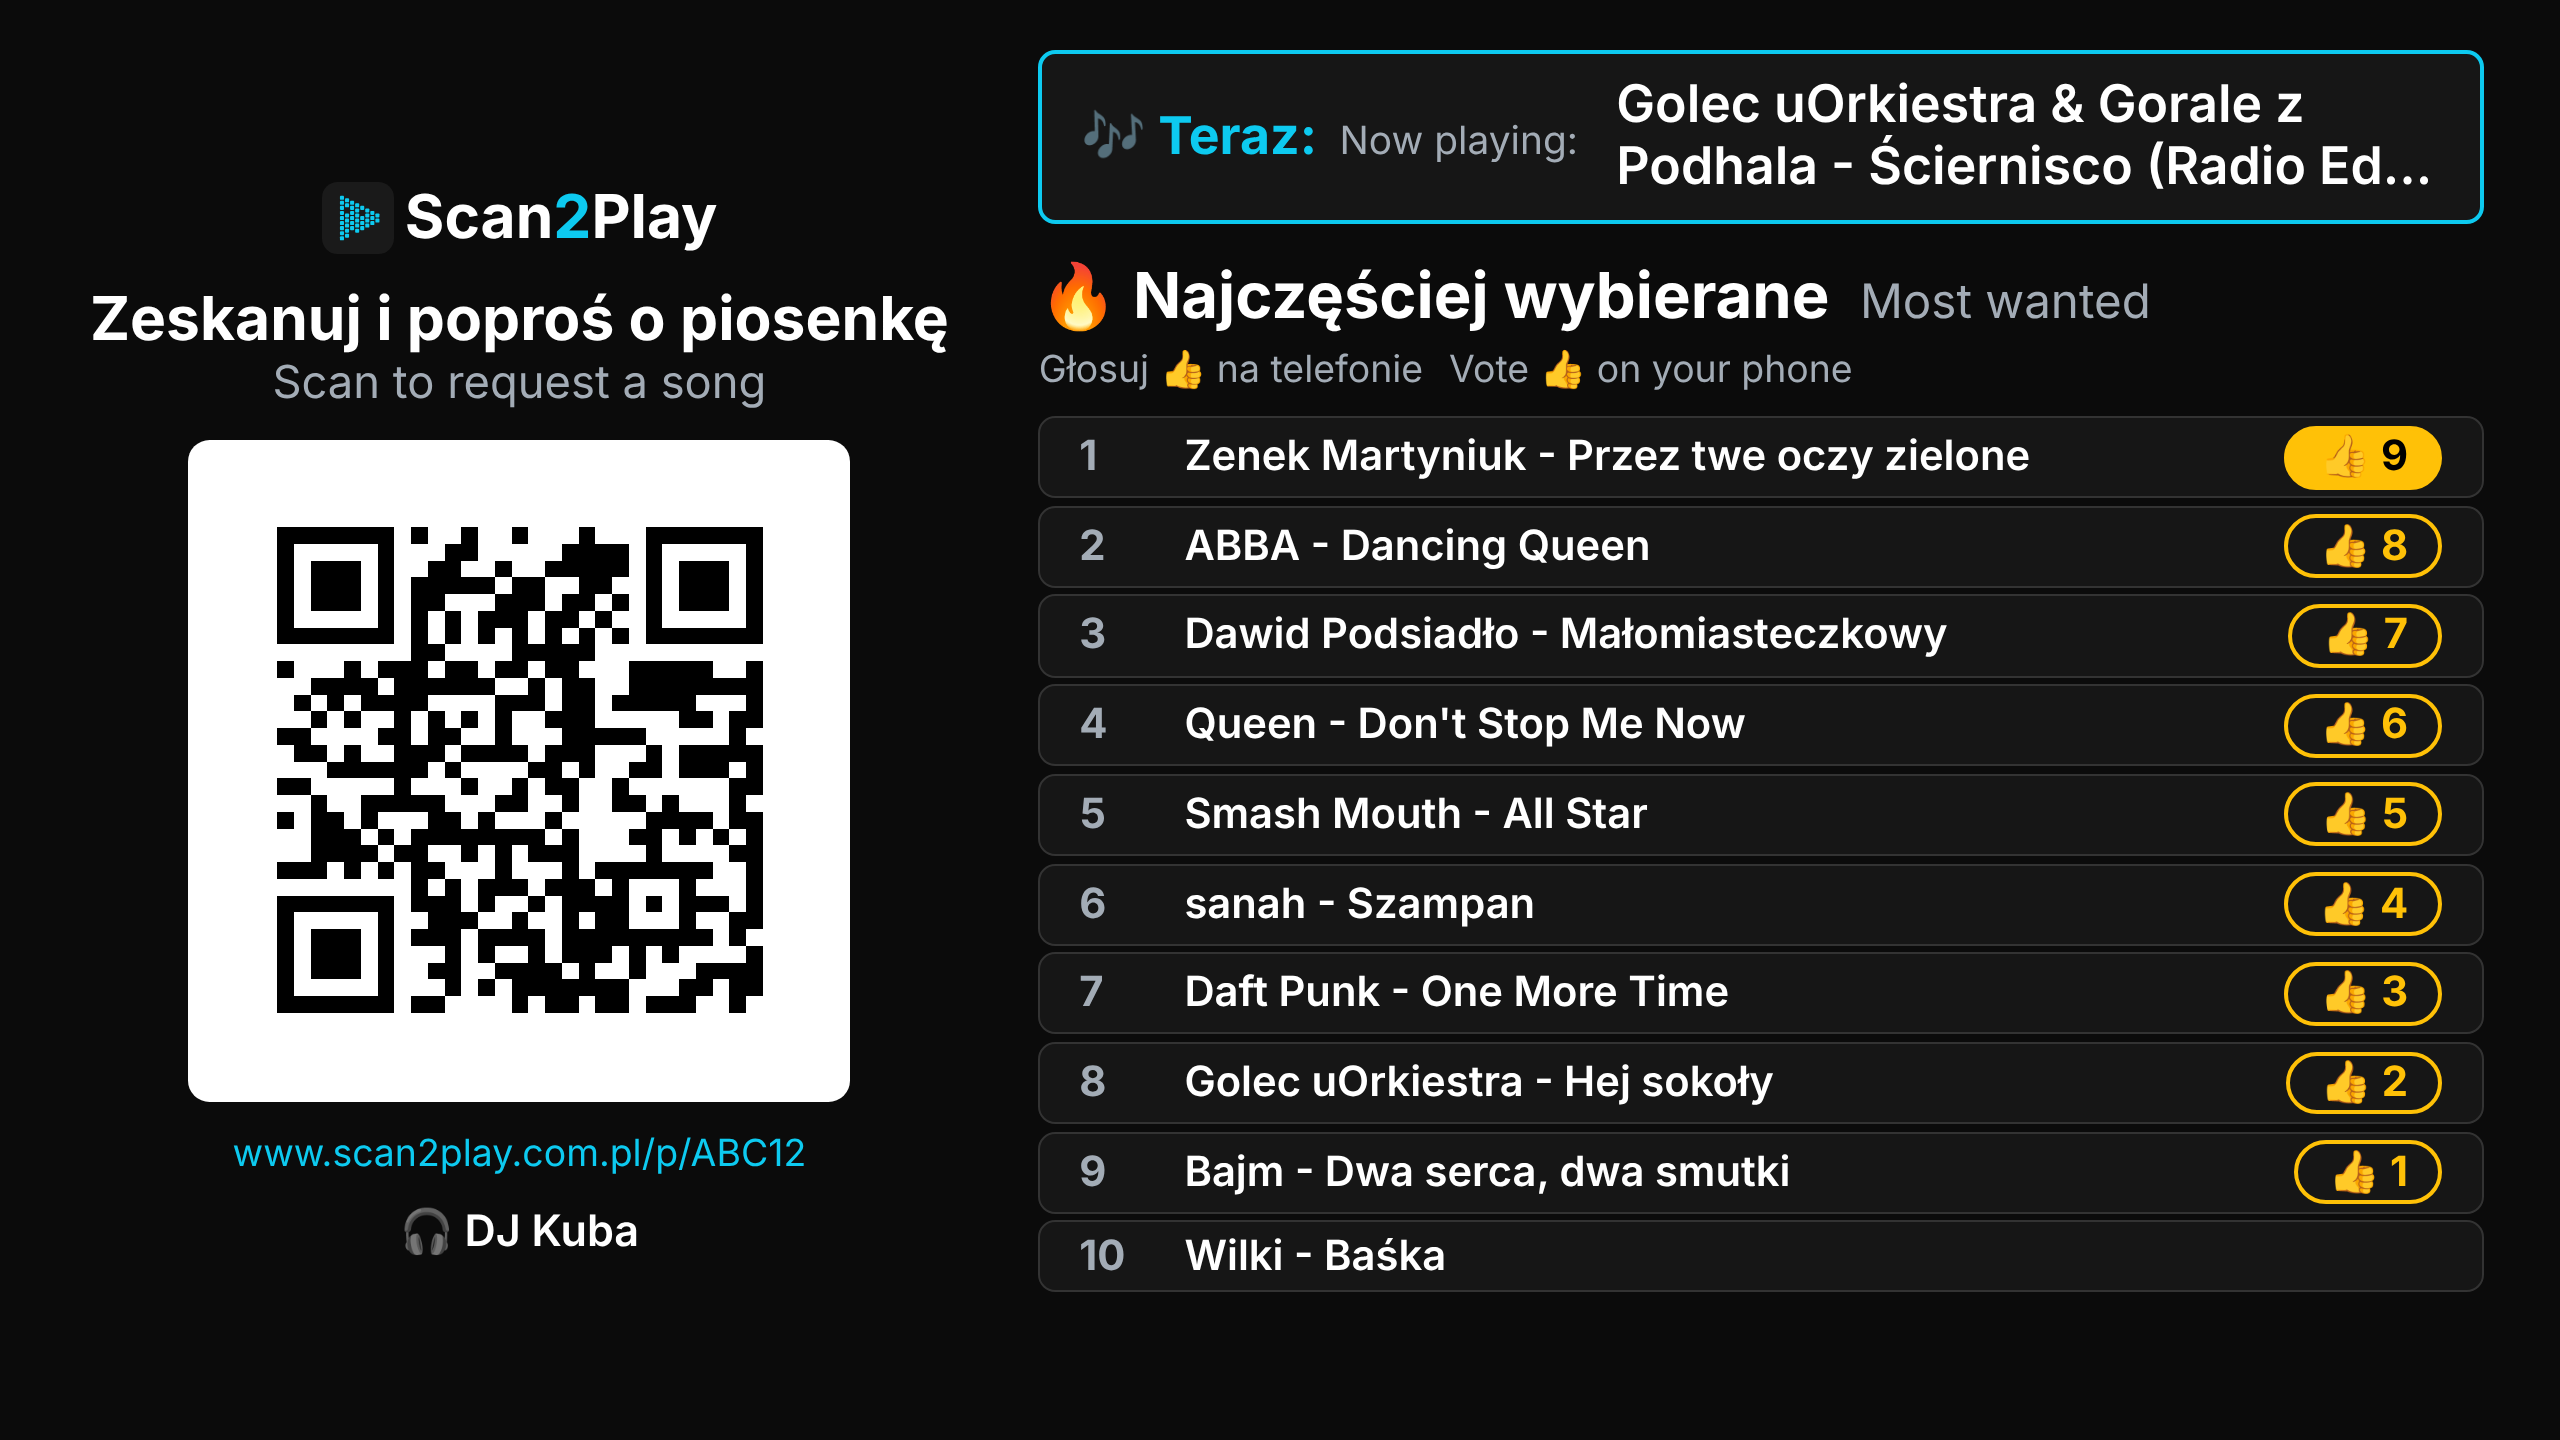 Scan2Play
Zeskanuj i poproś o piosenkę
Scan to request a song
www.scan2play.com.pl/p/ABC12
🎧 DJ Kuba
🎶 Teraz: Now playing:
Golec uOrkiestra & Gorale z
Podhala - Ściernisco (Radio Ed...
🔥 Najczęściej wybierane Most wanted
Głosuj 👍 na telefonie Vote 👍 on your phone
1 Zenek Martyniuk - Przez twe oczy zielone 👍 9
2 ABBA - Dancing Queen 👍 8
3 Dawid Podsiadło - Małomiasteczkowy 👍 7
4 Queen - Don't Stop Me Now 👍 6
5 Smash Mouth - All Star 👍 5
6 sanah - Szampan 👍 4
7 Daft Punk - One More Time 👍 3
8 Golec uOrkiestra - Hej sokoły 👍 2
9 Bajm - Dwa serca, dwa smutki 👍 1
10 Wilki - Baśka